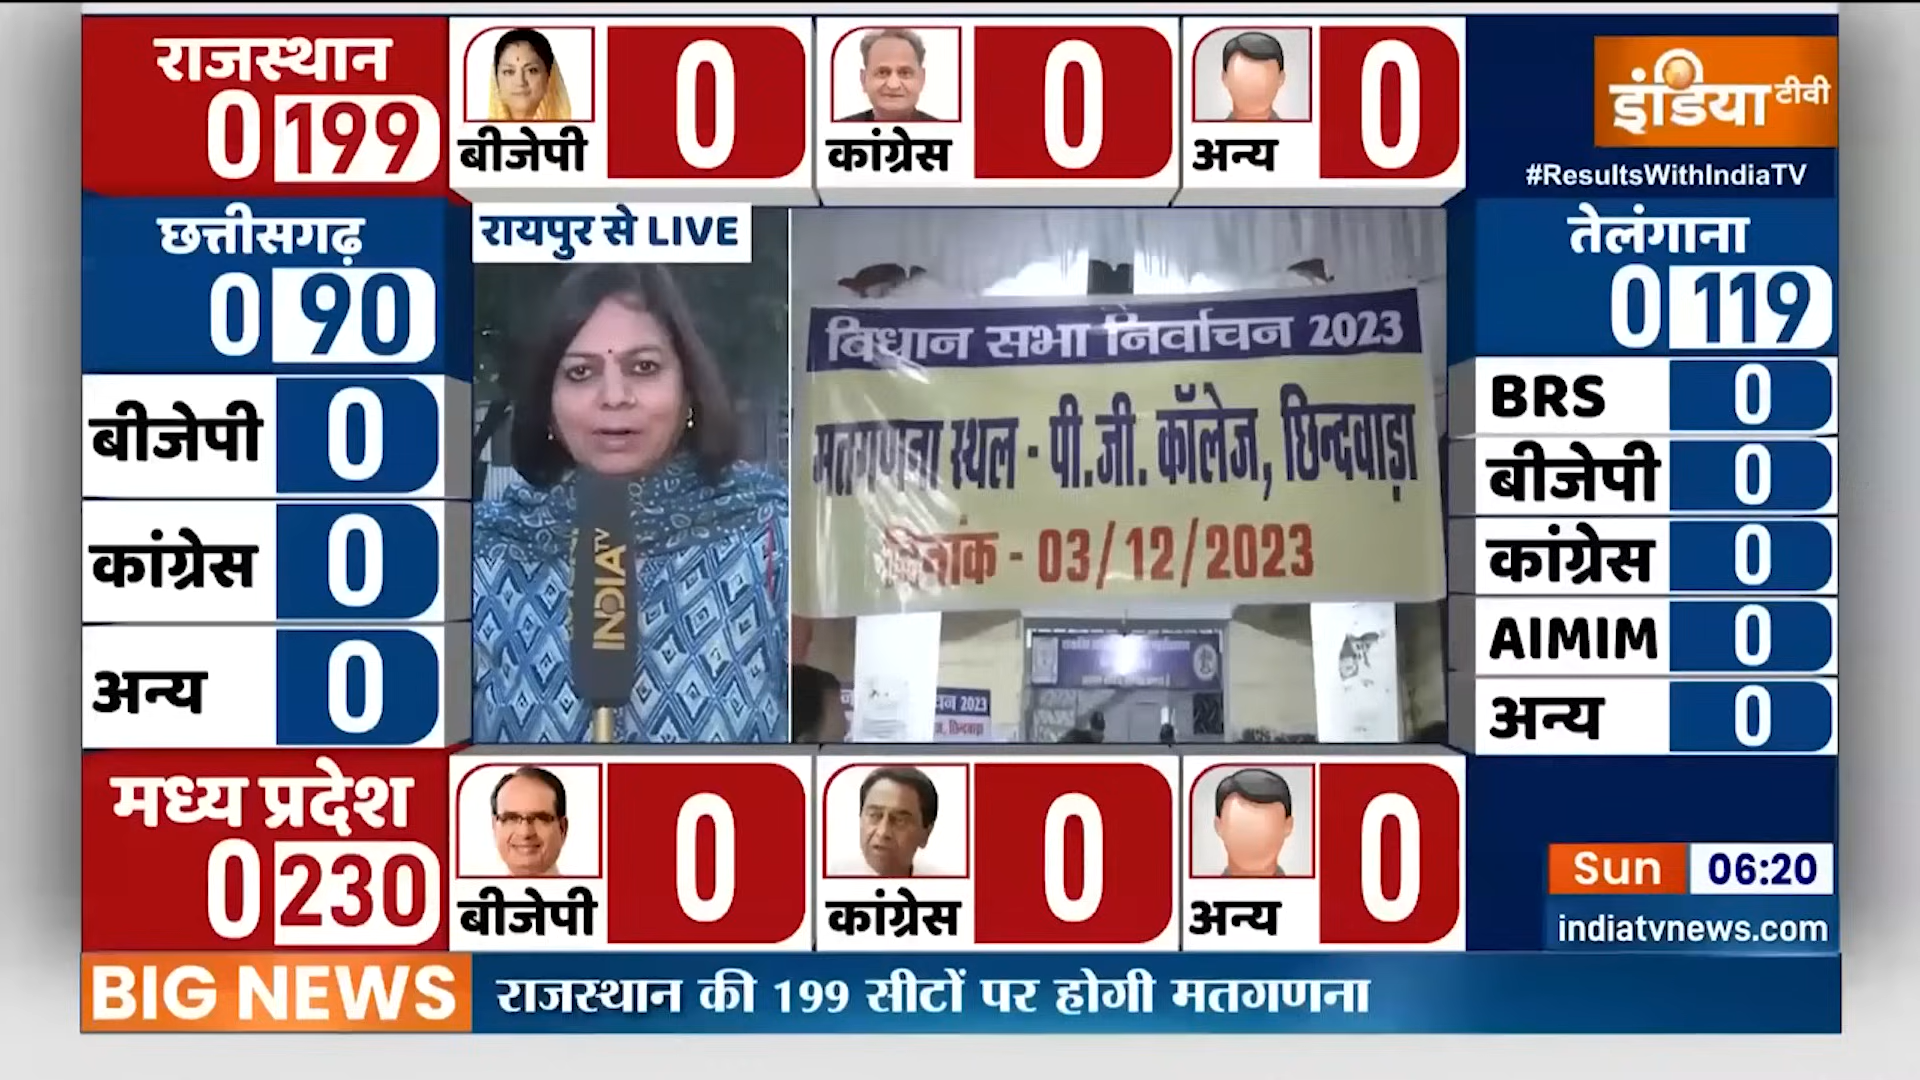 राजस्थान
0 199
बीजेपी 0
कांग्रेस 0
अन्य 0
इंडिया टीवी
#ResultsWithIndiaTV
छत्तीसगढ़
0 90
बीजेपी 0
कांग्रेस 0
अन्य 0
रायपुर से LIVE
INDIA TV
विधान सभा निर्वाचन 2023
मतगणना स्थल - पी.जी. कॉलेज, छिन्दवाड़ा
दिनांक - 03/12/2023
2023
तेलंगाना
0 119
BRS 0
बीजेपी 0
कांग्रेस 0
AIMIM 0
अन्य 0
मध्य प्रदेश
0 230
बीजेपी 0
कांग्रेस 0
अन्य 0
Sun 06:20
indiatvnews.com
BIG NEWS
राजस्थान की 199 सीटों पर होगी मतगणना